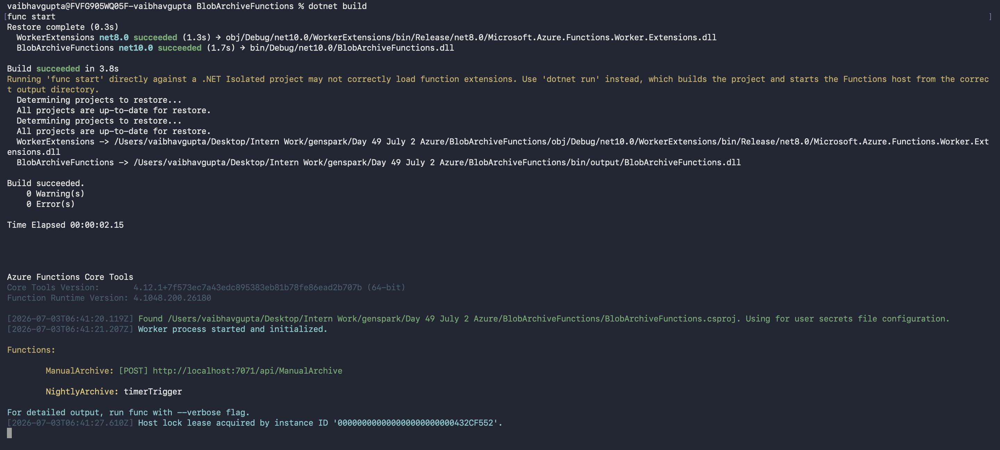 vaibhavgupta@FVFG905WQ05F-vaibhavgupta BlobArchiveFunctions % dotnet build
[func start ]
Restore complete (0.3s)
WorkerExtensions net8.0 succeeded (1.3s) → obj/Debug/net10.0/WorkerExtensions/bin/Release/net8.0/Microsoft.Azure.Functions.Worker.Extensions.dll
BlobArchiveFunctions net10.0 succeeded (1.7s) → bin/Debug/net10.0/BlobArchiveFunctions.dll
Build succeeded in 3.8s
Running 'func start' directly against a .NET Isolated project may not correctly load function extensions. Use 'dotnet run' instead, which builds the project and starts the Functions host from the correc
t output directory.
Determining projects to restore...
All projects are up-to-date for restore.
Determining projects to restore...
All projects are up-to-date for restore.
WorkerExtensions -> /Users/vaibhavgupta/Desktop/Intern Work/genspark/Day 49 July 2 Azure/BlobArchiveFunctions/obj/Debug/net10.0/WorkerExtensions/bin/Release/net8.0/Microsoft.Azure.Functions.Worker.Ext
ensions.dll
BlobArchiveFunctions -> /Users/vaibhavgupta/Desktop/Intern Work/genspark/Day 49 July 2 Azure/BlobArchiveFunctions/bin/output/BlobArchiveFunctions.dll
Build succeeded.
0 Warning(s)
0 Error(s)
Time Elapsed 00:00:02.15
Azure Functions Core Tools
Core Tools Version: 4.12.1+7f573ec7a43edc895383eb81b78fe86ead2b707b (64-bit)
Function Runtime Version: 4.1048.200.26180
[2026-07-03T06:41:20.119Z] Found /Users/vaibhavgupta/Desktop/Intern Work/genspark/Day 49 July 2 Azure/BlobArchiveFunctions/BlobArchiveFunctions.csproj. Using for user secrets file configuration.
[2026-07-03T06:41:21.207Z] Worker process started and initialized.
Functions:
ManualArchive: [POST] http://localhost:7071/api/ManualArchive
NightlyArchive: timerTrigger
For detailed output, run func with --verbose flag.
[2026-07-03T06:41:27.610Z] Host lock lease acquired by instance ID '000000000000000000000000432CF552'.